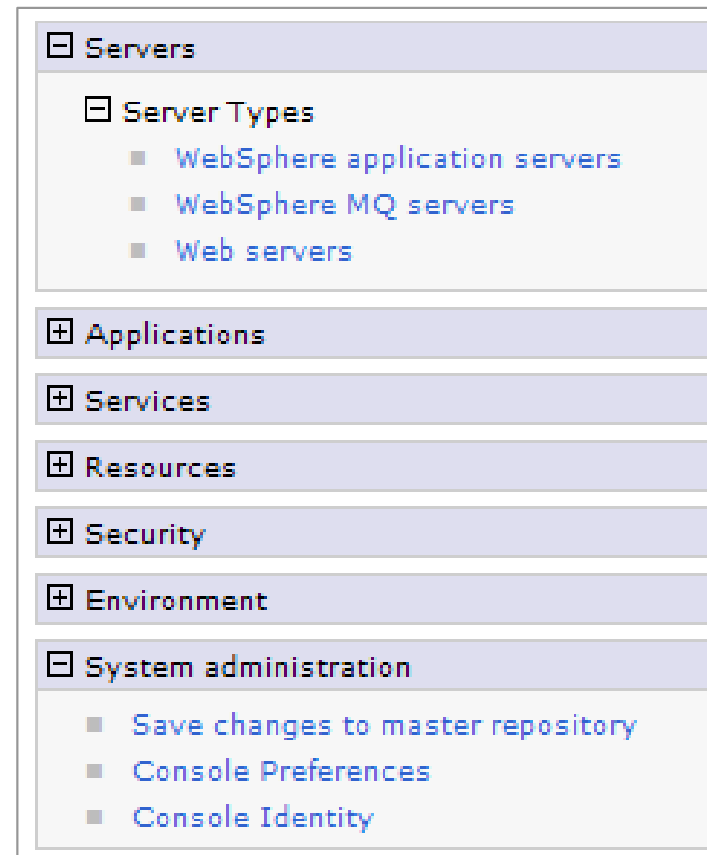 Servers
Server Types
WebSphere application servers
WebSphere MQ servers
Web servers
Applications
Services
Resources
Security
Environment
System administration
Save changes to master repository
Console Preferences
Console Identity